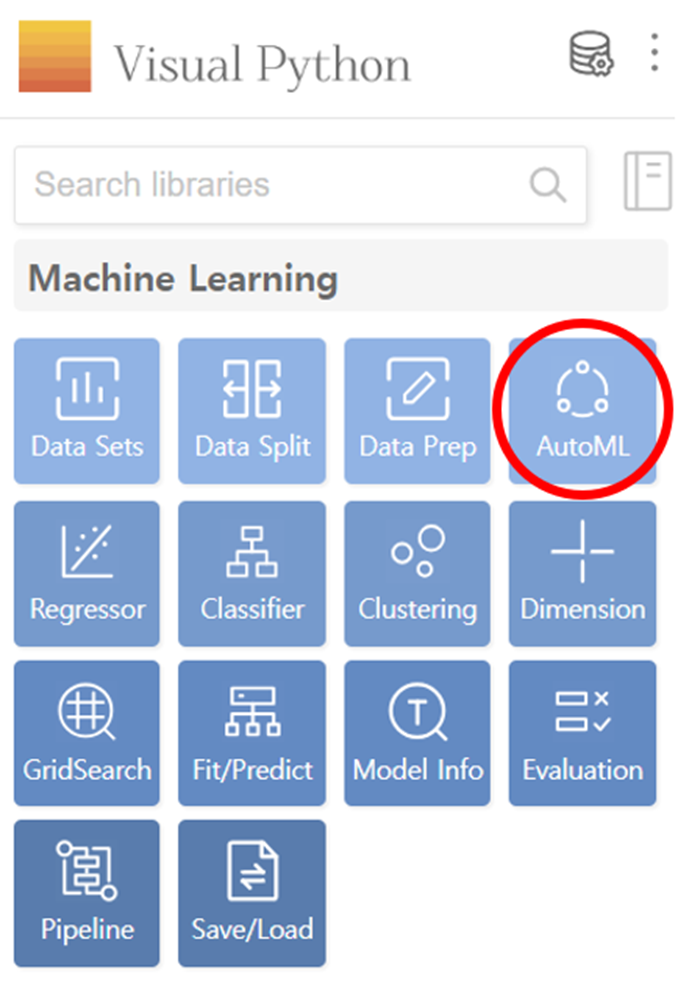 Visual Python
Search libraries
Machine Learning
Data Sets
Data Split
Data Prep
AutoML
Regressor
Classifier
Clustering
Dimension
GridSearch
Fit/Predict
Model Info
Evaluation
Pipeline
Save/Load